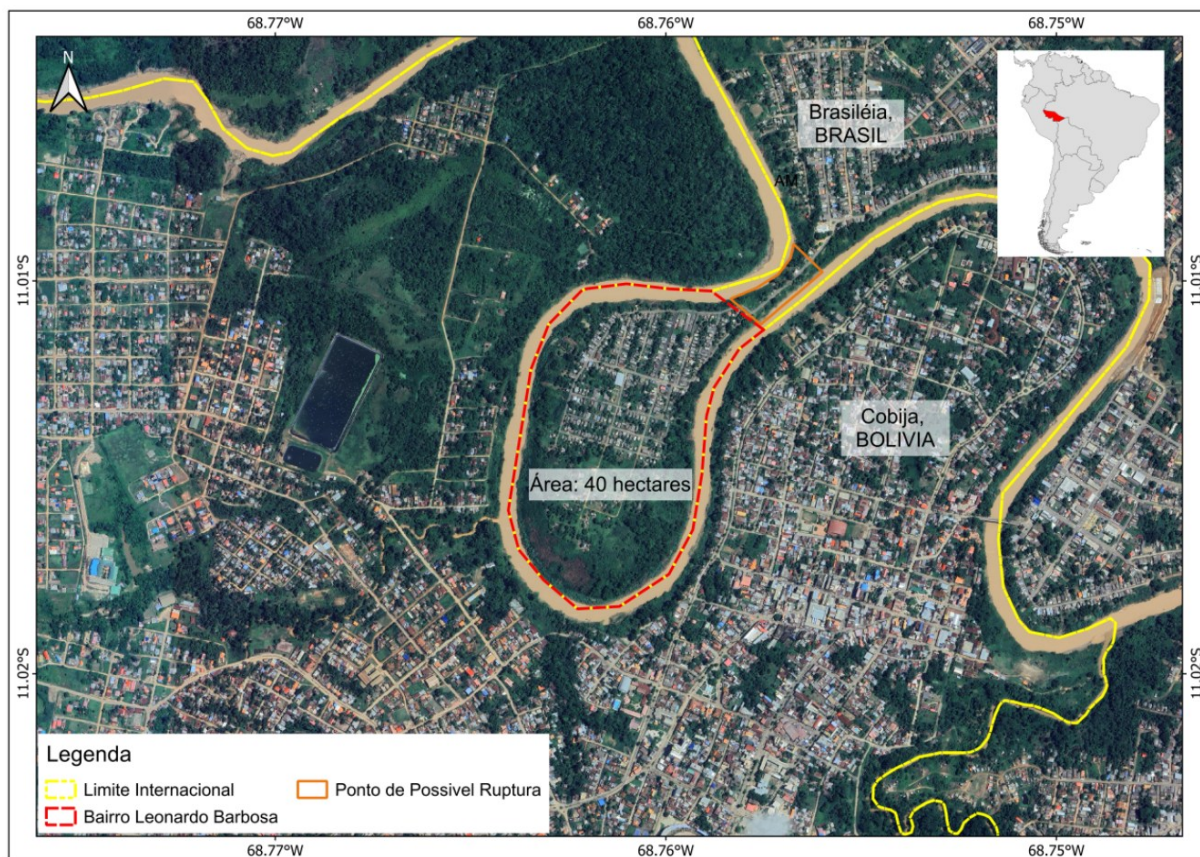 68.77°W 68.76°W 68.75°W
N
Brasiléia,
BRASIL
AM
11.01°S 11.01°S
Cobija,
BOLIVIA
Área: 40 hectares
11.02°S 11.02°S
Legenda
Limite Internacional
Ponto de Possivel Ruptura
Bairro Leonardo Barbosa
68.77°W 68.76°W 68.75°W